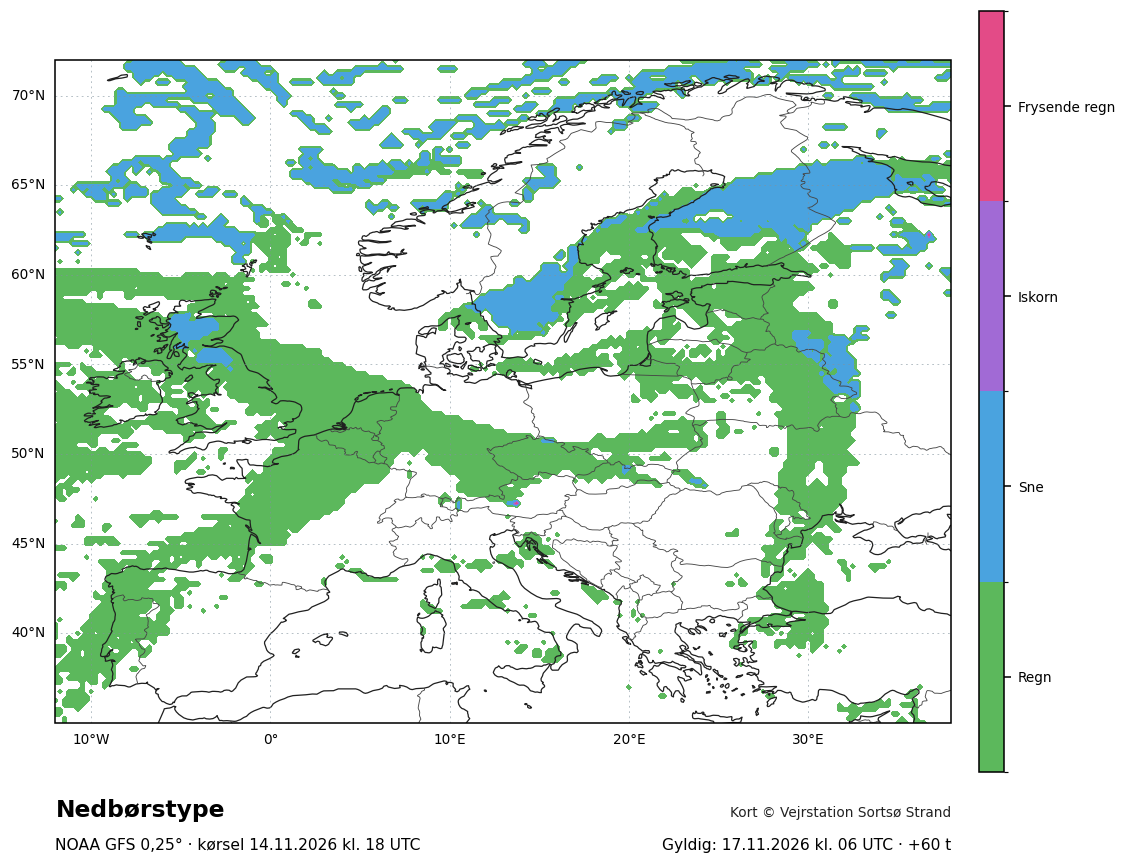 70°N
65°N
60°N
55°N
50°N
45°N
40°N
10°W
0°
10°E
20°E
30°E
Frysende regn
Iskorn
Sne
Regn
Nedbørstype
Kort © Vejrstation Sortsø Strand
NOAA GFS 0,25° · kørsel 14.11.2026 kl. 18 UTC
Gyldig: 17.11.2026 kl. 06 UTC · +60 t